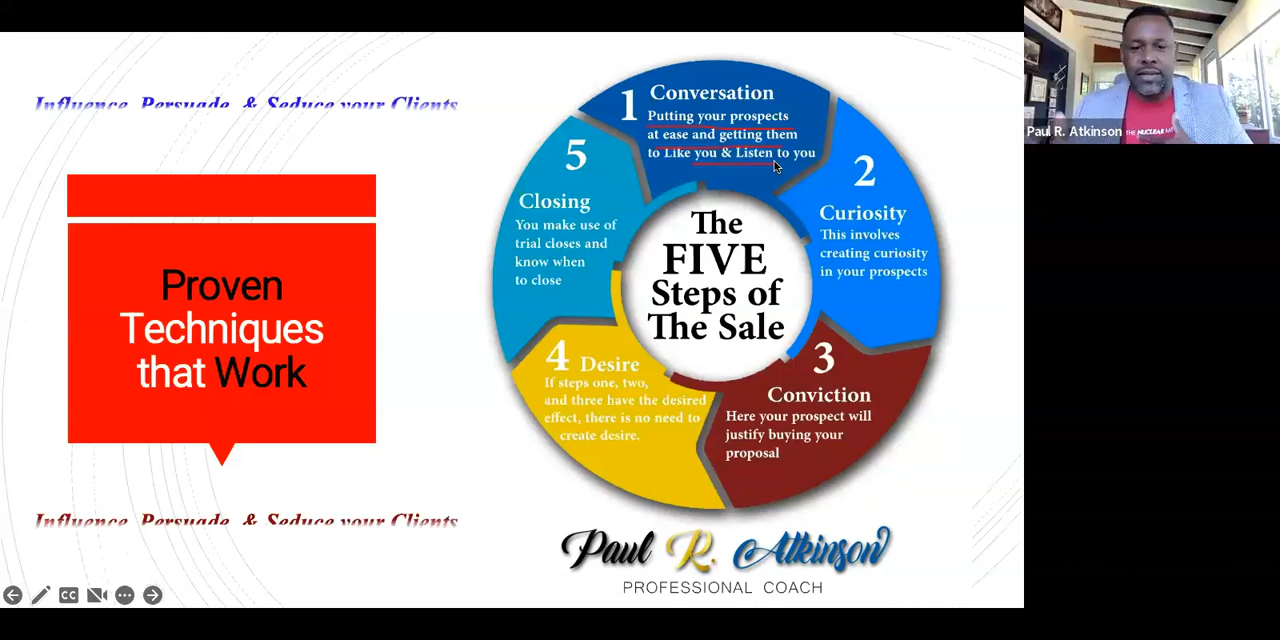 Influence, Persuade, & Seduce your Clients
Proven
Techniques
that Work
Influence, Persuade, & Seduce your Clients
1 Conversation
Putting your prospects
at ease and getting them
to Like you & Listen to you
2
Curiosity
This involves
creating curiosity
in your prospects
3
Conviction
Here your prospect will
justify buying your
proposal
4 Desire
If steps one, two,
and three have the desired
effect, there is no need to
create desire.
5
Closing
You make use of
trial closes and
know when
to close
The
FIVE
Steps of
The Sale
Paul R. Atkinson
PROFESSIONAL COACH
CC
Paul R. Atkinson
THE NUCLEAR